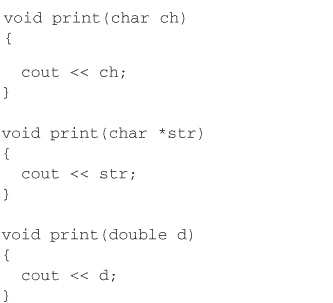 void print(char ch)
{
  cout << ch;
}
void print(char *str)
{
  cout << str;
}
void print(double d)
{
  cout << d;
}